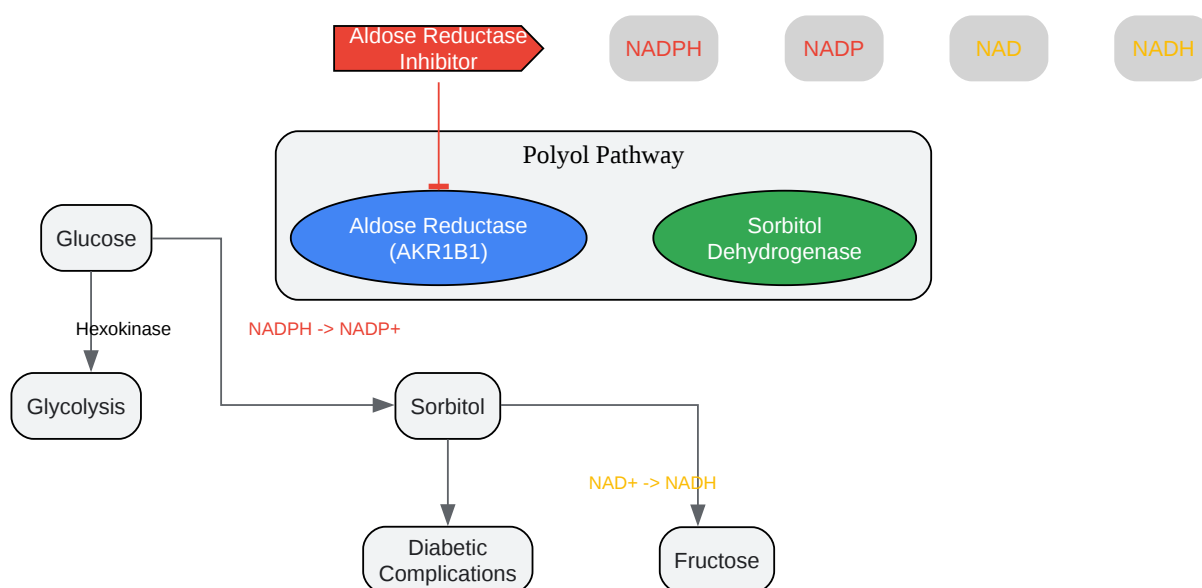 Aldose Reductase
Inhibitor
NADPH
NADP
NAD
NADH
Polyol Pathway
Aldose Reductase
(AKR1B1)
Sorbitol
Dehydrogenase
Glucose
Hexokinase
NADPH -> NADP+
Glycolysis
Sorbitol
NAD+ -> NADH
Diabetic
Complications
Fructose